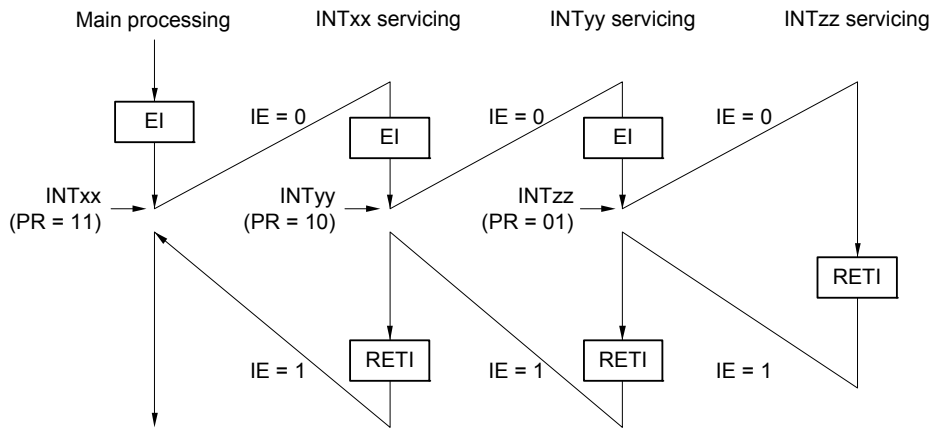 Main processing
INTxx servicing
INTyy servicing
INTzz servicing
EI
IE = 0
EI
IE = 0
EI
IE = 0
INTxx
(PR = 11)
INTyy
(PR = 10)
INTzz
(PR = 01)
RETI
IE = 1
RETI
IE = 1
RETI
IE = 1